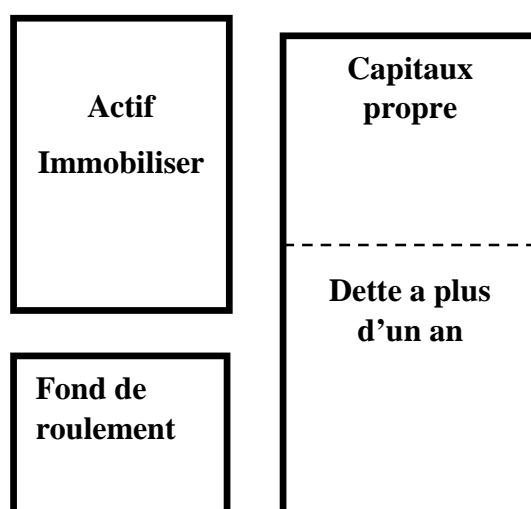 Actif
Immobiliser
Fond de
roulement
Capitaux
propre
Dette a plus
d’un an